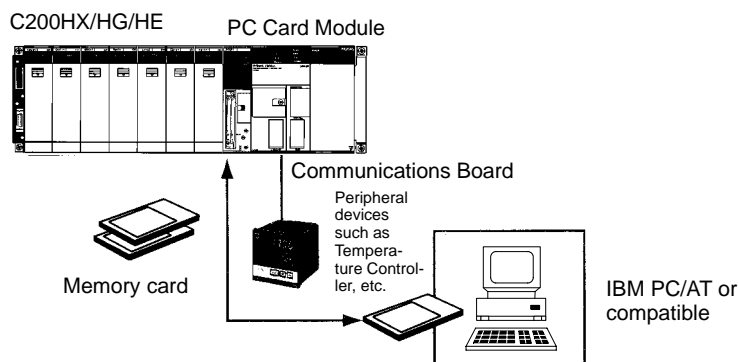 C200HX/HG/HE
PC Card Module
Communications Board
Peripheral
devices
such as
Tempera-
ture Control-
ler, etc.
Memory card
IBM PC/AT or
compatible